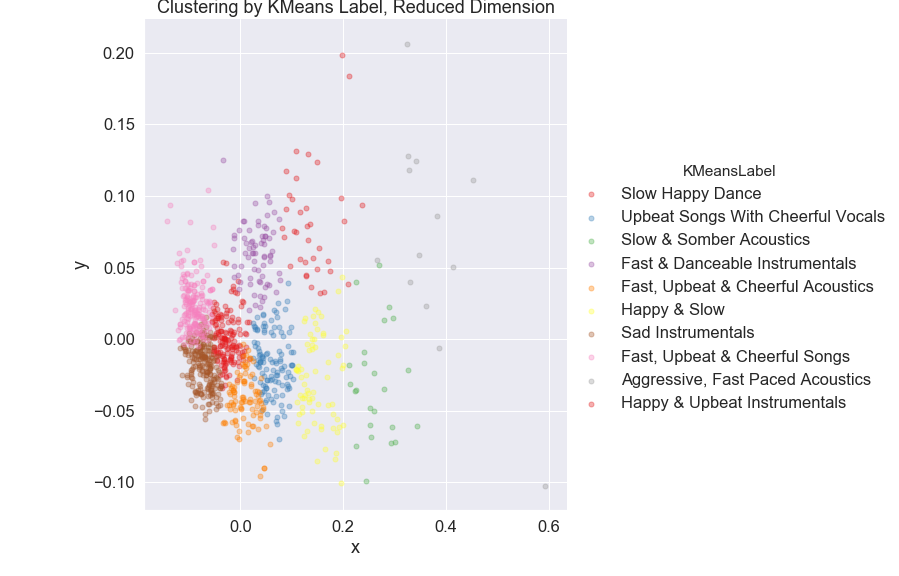 Clustering by KMeans Label, Reduced Dimension
0.20
0.15
0.10
0.05
0.00
−0.05
−0.10
y
0.0
0.2
0.4
0.6
x
KMeansLabel
Slow Happy Dance
Upbeat Songs With Cheerful Vocals
Slow & Somber Acoustics
Fast & Danceable Instrumentals
Fast, Upbeat & Cheerful Acoustics
Happy & Slow
Sad Instrumentals
Fast, Upbeat & Cheerful Songs
Aggressive, Fast Paced Acoustics
Happy & Upbeat Instrumentals